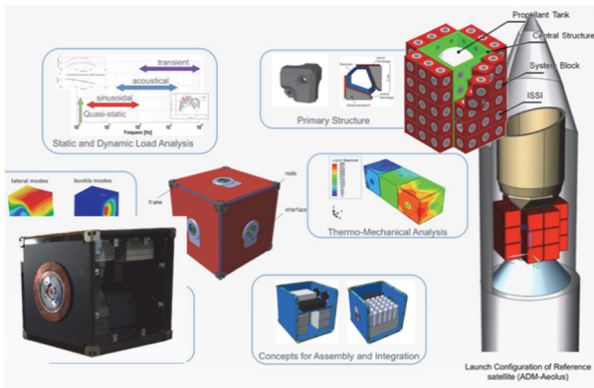 transient
acoustical
sinusoidal
Quasi-static
Static and Dynamic Load Analysis
Primary Structure
Propellant Tank
Central Structure
System Block
ISSI
lateral modes
buckle modes
node
frame
interface
Thermo-Mechanical Analysis
Concepts for Assembly and Integration
Launch Configuration of Reference
satellite (ADM-Aeolus)